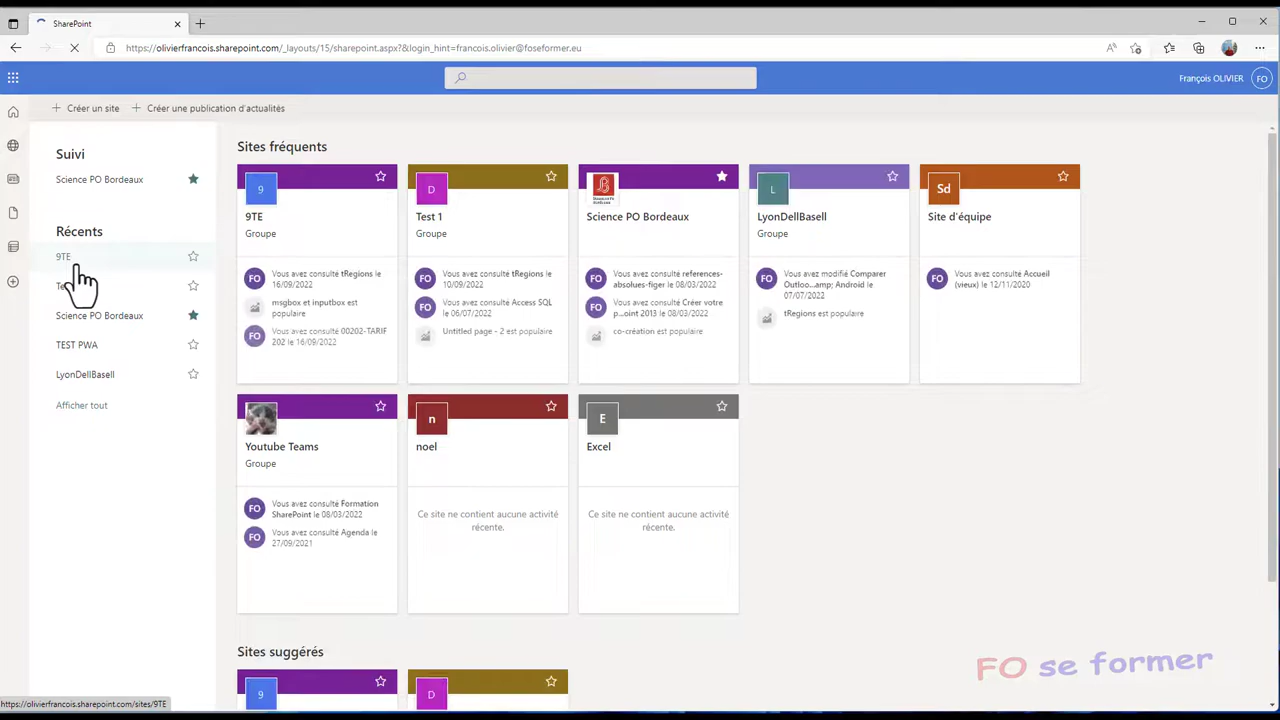 SharePoint
https://olivierfrancois.sharepoint.com/_layouts/15/sharepoint.aspx?&login_hint=francois.olivier@foseformer.eu
François OLIVIER FO
Créer un site Créer une publication d'actualités
Suivi
Science PO Bordeaux
Récents
9TE
Science PO Bordeaux
TEST PWA
LyonDellBasell
Afficher tout
Sites fréquents
9
9TE
Groupe
FO Vous avez consulté tRegions le
16/09/2022
msgbox et inputbox est
populaire
FO Vous avez consulté 00202-TARIF
202 le 16/09/2022
D
Test 1
Groupe
FO Vous avez consulté tRegions le
10/09/2022
FO Vous avez consulté Access SQL
le 06/07/2022
Untitled page - 2 est populaire
Science PO Bordeaux
FO Vous avez consulté references-
absolues-figer le 08/03/2022
FO Vous avez consulté Créer votre
p...oint 2013 le 08/03/2022
co-création est populaire
L
LyonDellBasell
Groupe
FO Vous avez modifié Comparer
Outloo...amp; Android le
07/07/2022
tRegions est populaire
Sd
Site d'équipe
FO Vous avez consulté Accueil
(vieux) le 12/11/2020
Youtube Teams
Groupe
FO Vous avez consulté Formation
SharePoint le 08/03/2022
FO Vous avez consulté Agenda le
27/09/2021
n
noel
Ce site ne contient aucune activité
récente.
E
Excel
Ce site ne contient aucune activité
récente.
Sites suggérés
9
D
FO se former
https://olivierfrancois.sharepoint.com/sites/9TE